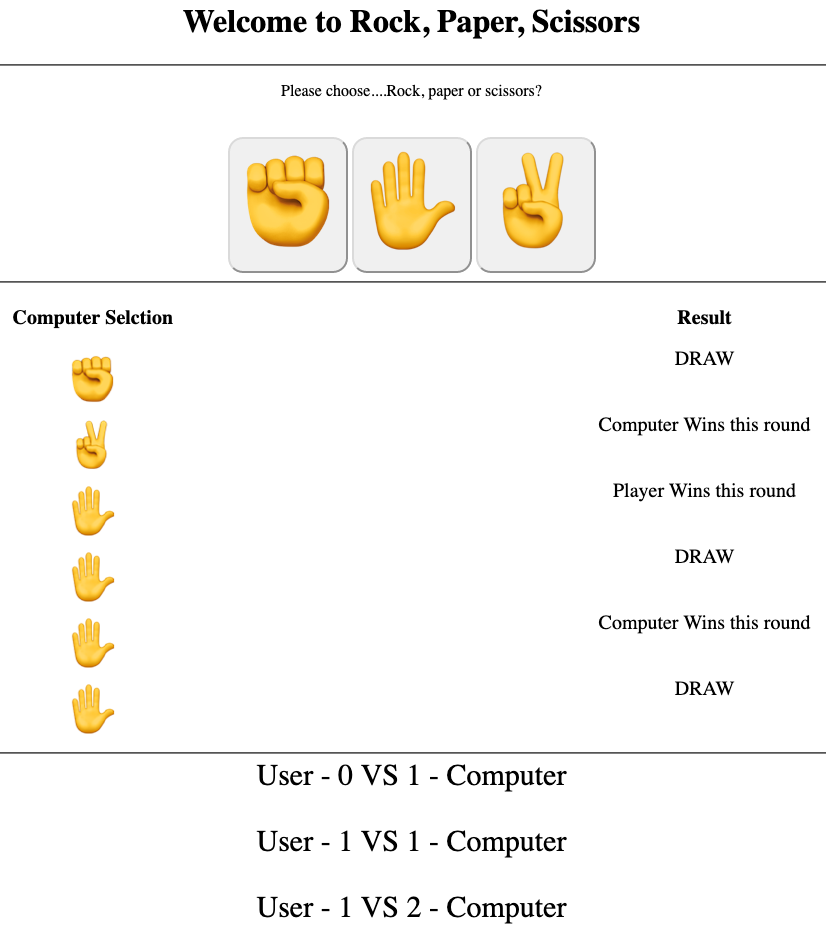 Welcome to Rock, Paper, Scissors
Please choose....Rock, paper or scissors?
Computer Selction Result
DRAW
Computer Wins this round
Player Wins this round
DRAW
Computer Wins this round
DRAW
User - 0 VS 1 - Computer
User - 1 VS 1 - Computer
User - 1 VS 2 - Computer